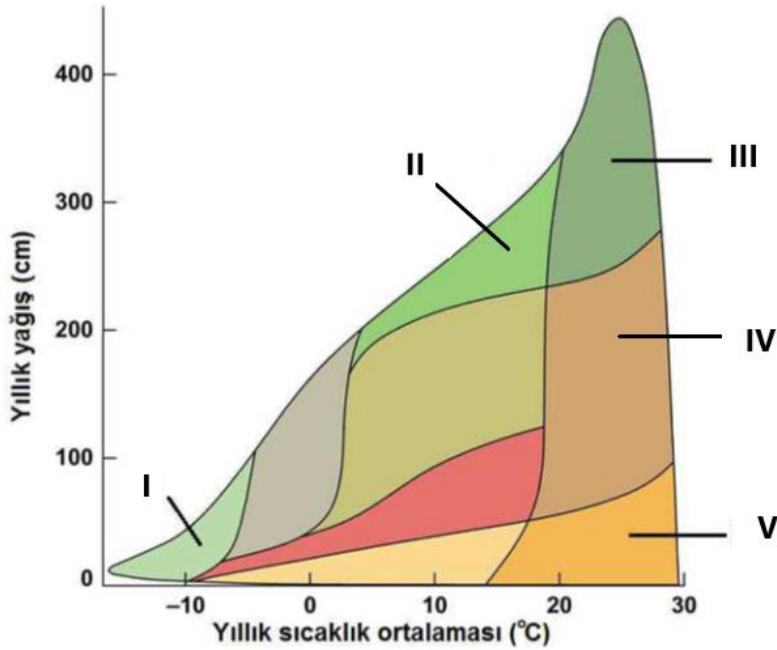 Yıllık yağış (cm)
400
300
200
100
0
I
II
III
IV
V
–10
0
10
20
30
Yıllık sıcaklık ortalaması (°C)